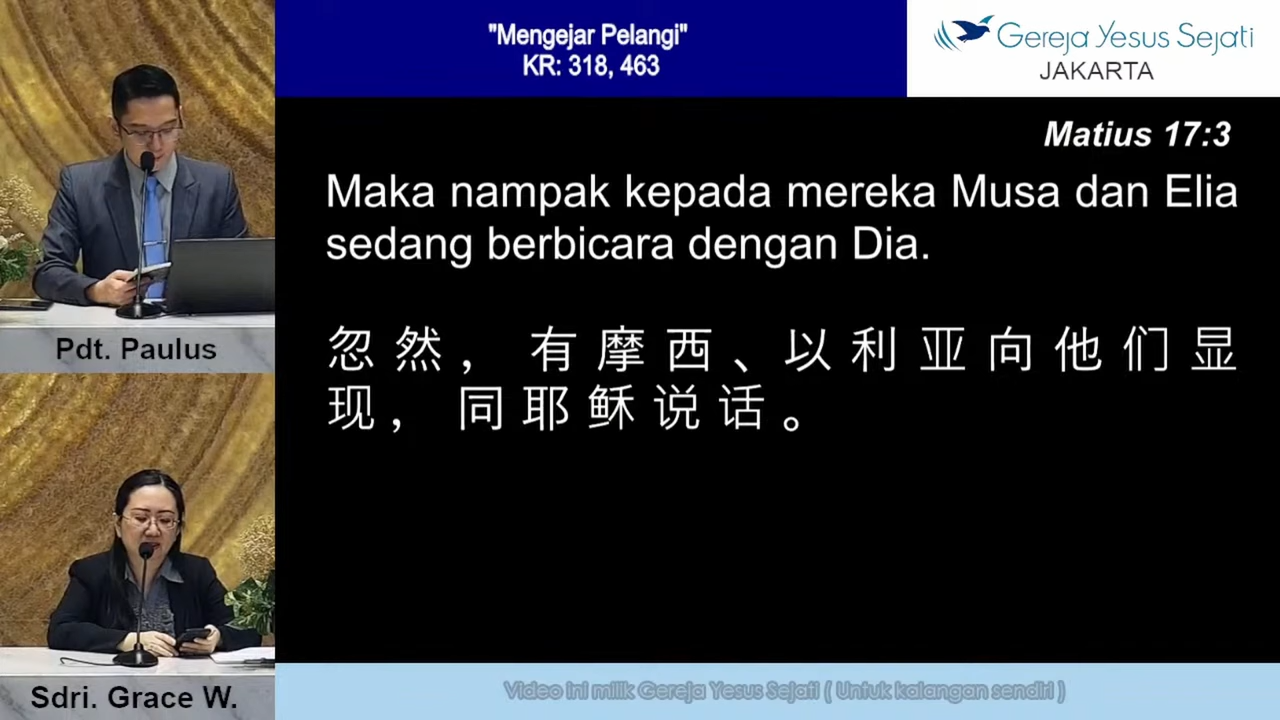 "Mengejar Pelangi"
KR: 318, 463
Gereja Yesus Sejati
JAKARTA
Matius 17:3
Maka nampak kepada mereka Musa dan Elia
sedang berbicara dengan Dia.
忽然，有摩西、以利亚向他们显
现，同耶稣说话。
Pdt. Paulus
Sdri. Grace W.
Video ini milik Gereja Yesus Sejati ( Untuk kalangan sendiri )